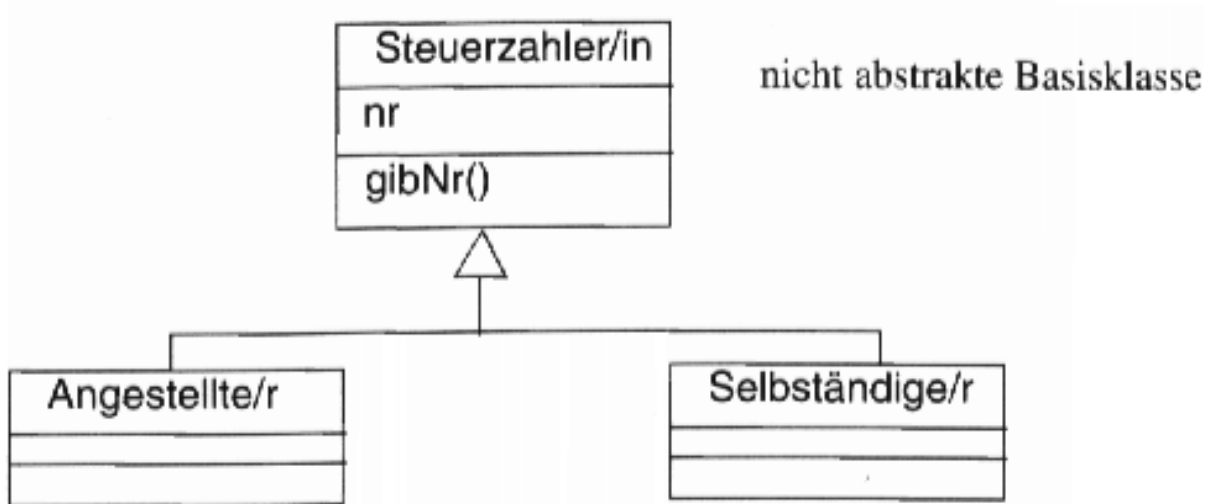 Steuerzahler/in
nicht abstrakte Basisklasse
nr
gibNr()
Angestellte/r
Selbständige/r